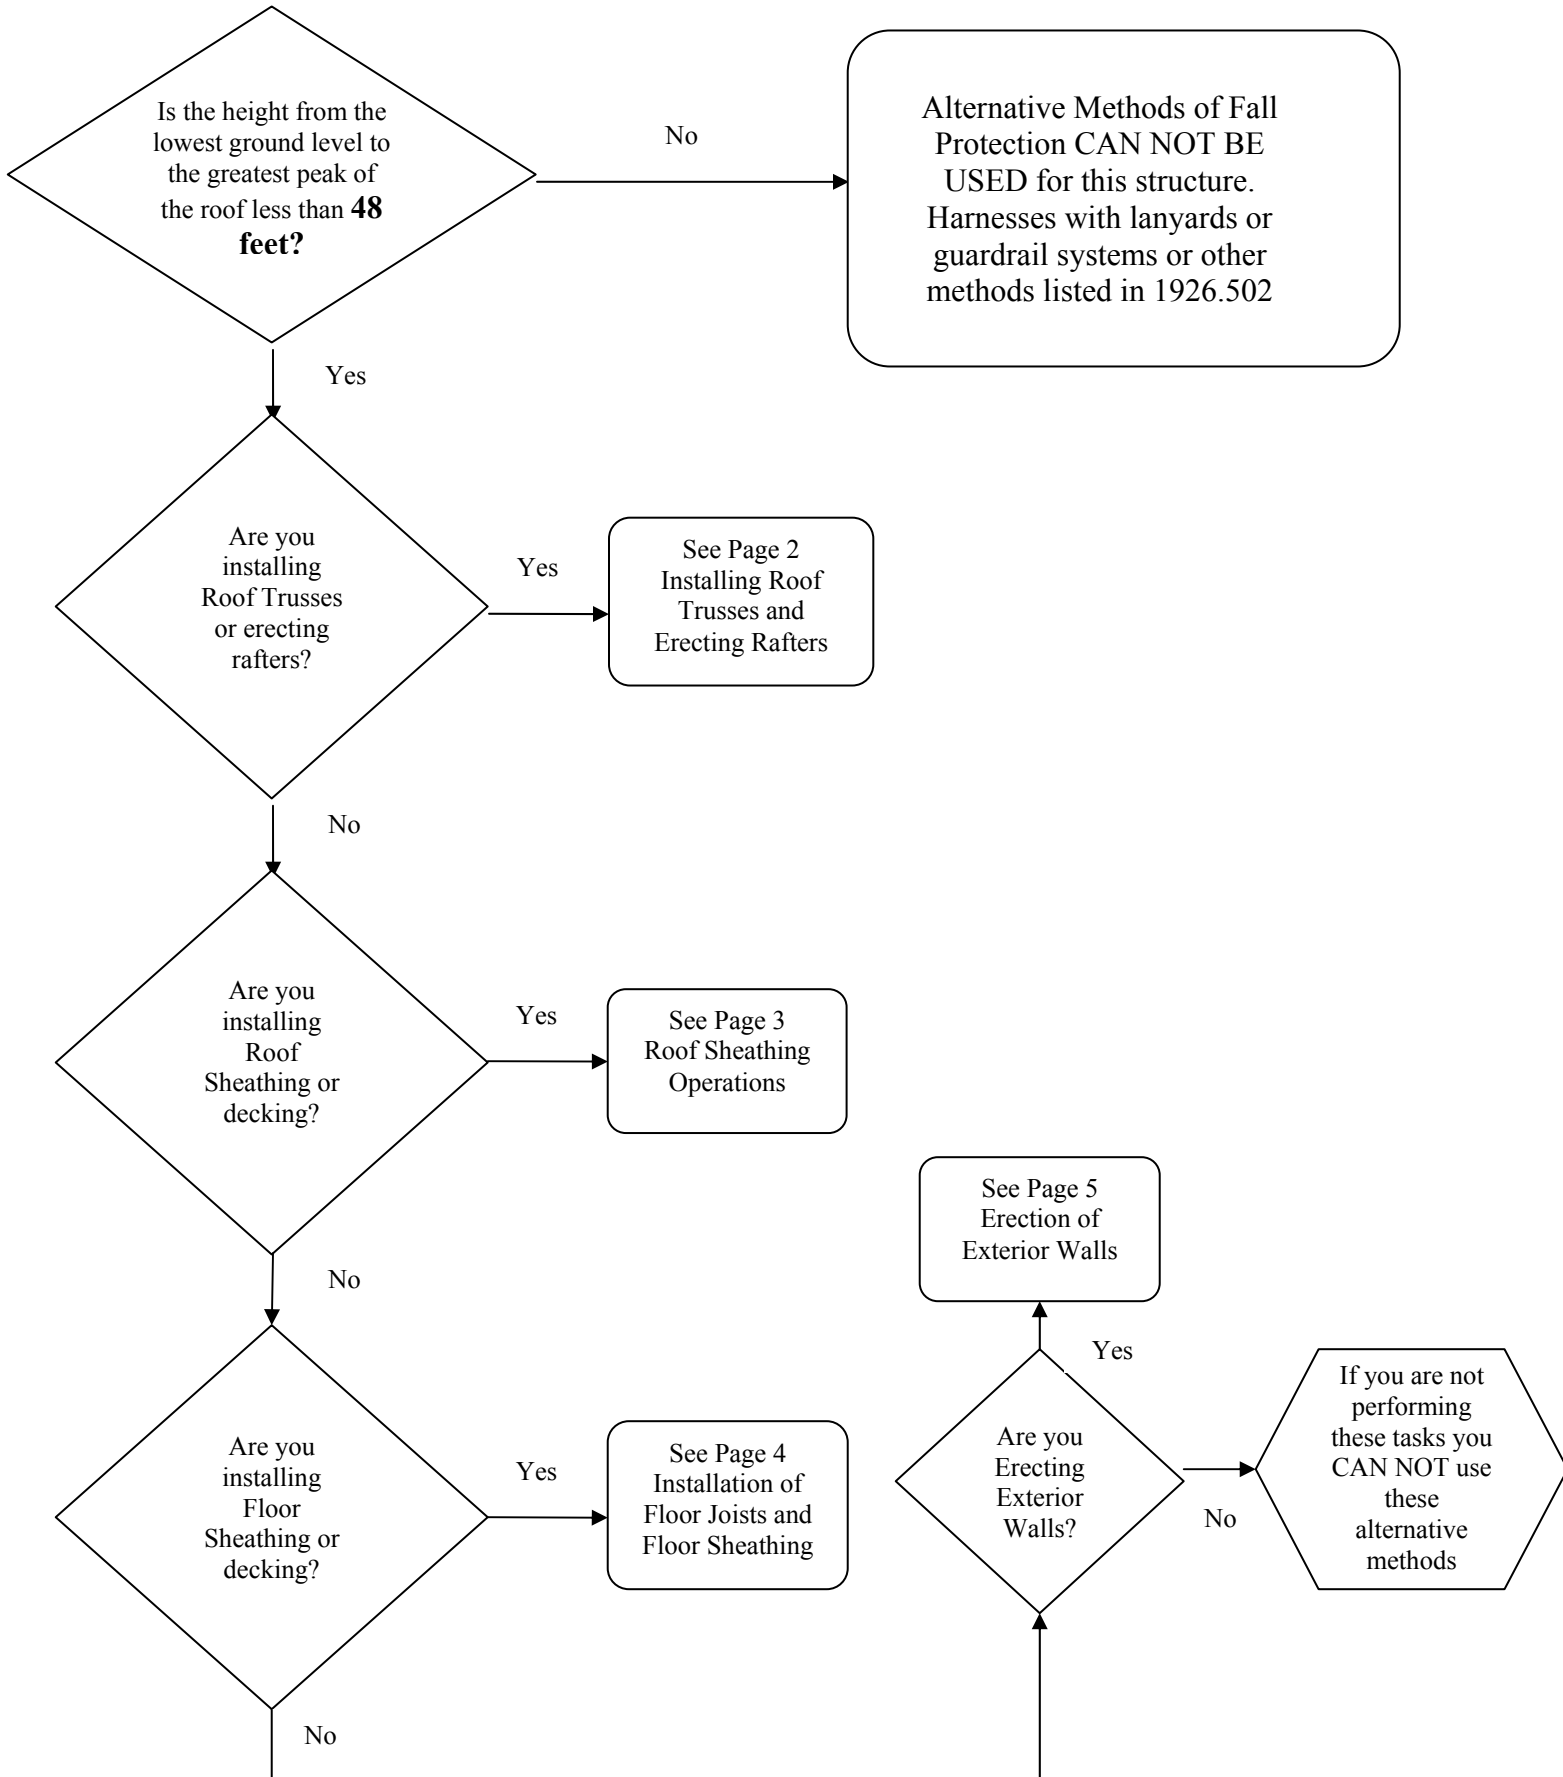 Is the height from the
lowest ground level to
the greatest peak of
the roof less than 48
feet?
No
Alternative Methods of Fall
Protection CAN NOT BE
USED for this structure.
Harnesses with lanyards or
guardrail systems or other
methods listed in 1926.502
Yes
Are you
installing
Roof Trusses
or erecting
rafters?
Yes
See Page 2
Installing Roof
Trusses and
Erecting Rafters
No
Are you
installing
Roof
Sheathing or
decking?
Yes
See Page 3
Roof Sheathing
Operations
No
Are you
installing
Floor
Sheathing or
decking?
Yes
See Page 4
Installation of
Floor Joists and
Floor Sheathing
No
See Page 5
Erection of
Exterior Walls
Yes
Are you
Erecting
Exterior
Walls?
No
If you are not
performing
these tasks you
CAN NOT use
these
alternative
methods